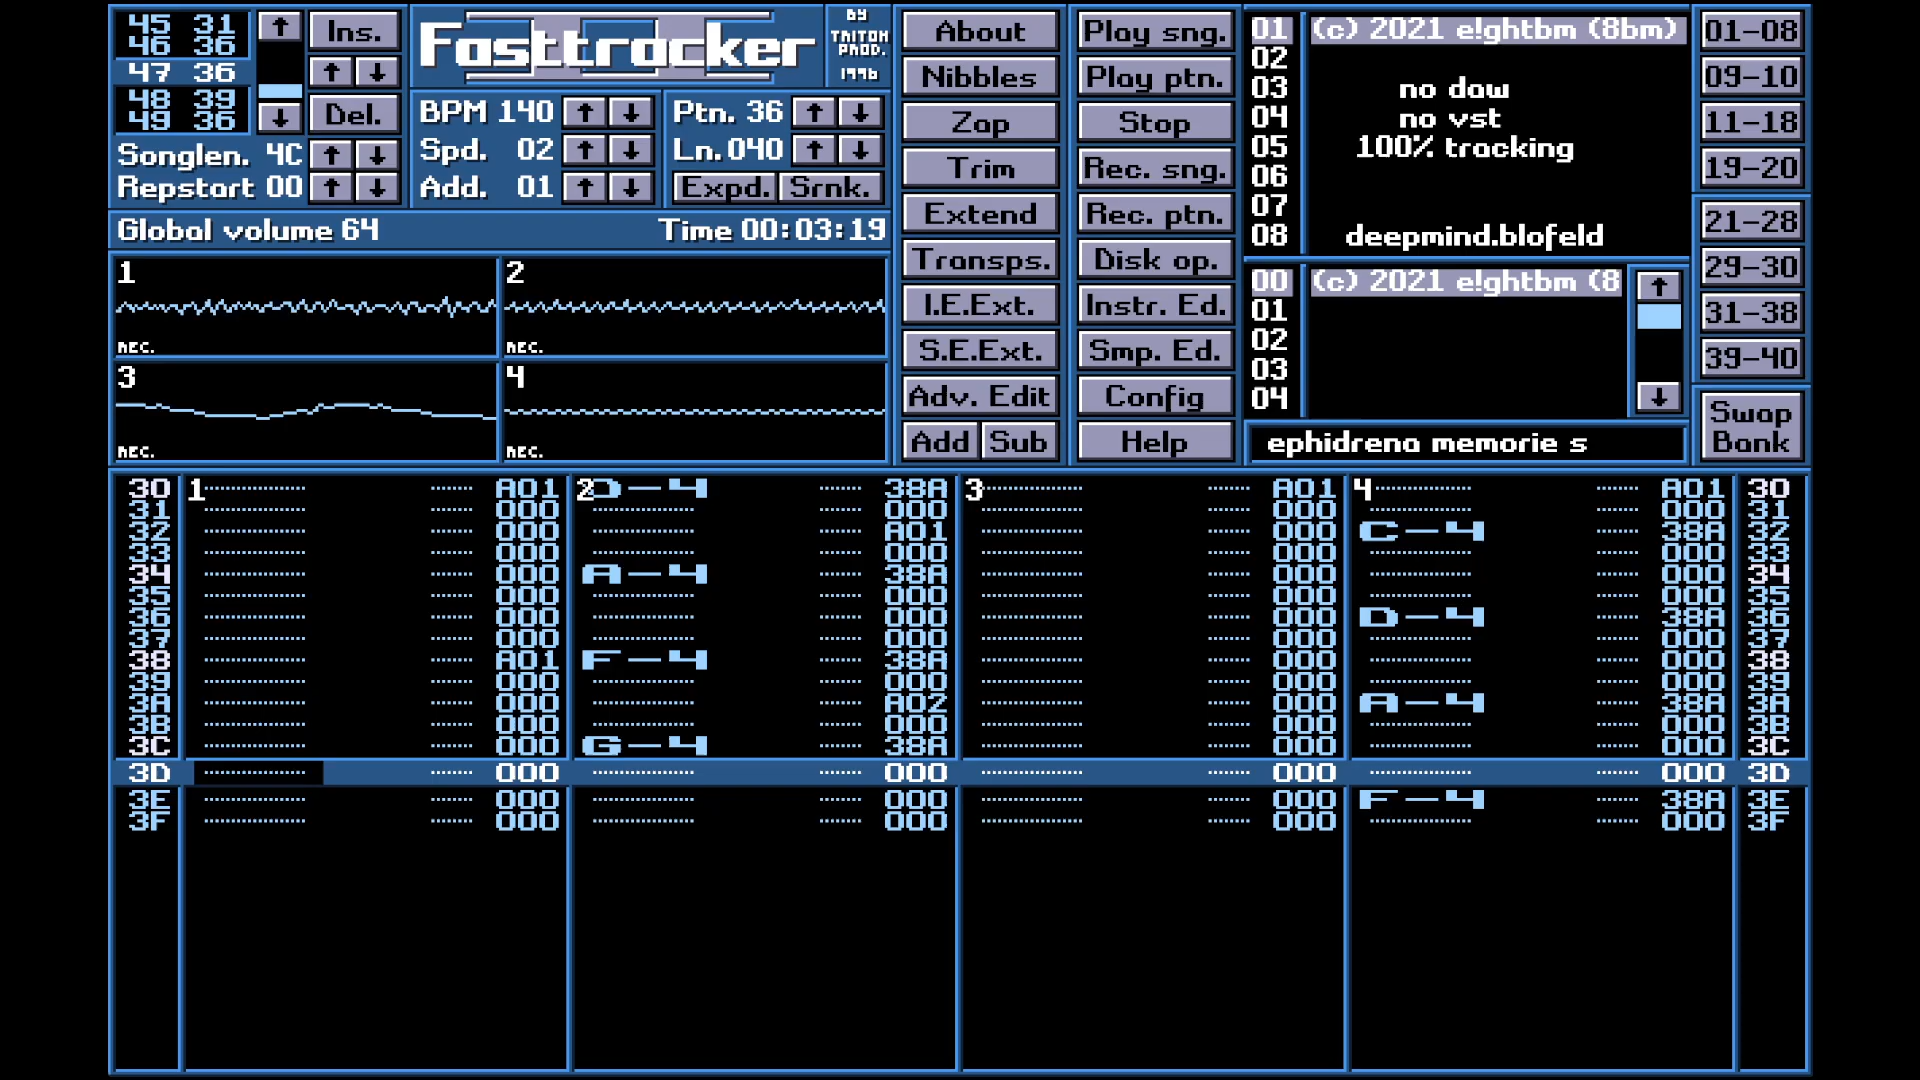 45 31
46 36
47 36
48 39
49 36
Ins.
Del.
Songlen. 4C
Repstart 00
Fasttracker
BY
TRITON
PROD.
1996
BPM 140
Spd. 02
Add. 01
Ptn. 36
Ln. 040
Expd. Srnk.
Global volume 64 Time 00:03:19
1
REC.
2
REC.
3
REC.
4
REC.
About
Nibbles
Zap
Trim
Extend
Transps.
I.E.Ext.
S.E.Ext.
Adv. Edit
Add Sub
Play sng.
Play ptn.
Stop
Rec. sng.
Rec. ptn.
Disk op.
Instr. Ed.
Smp. Ed.
Config
Help
01 (c) 2021 e!ghtbm (8bm)
02
03 no daw
04 no vst
05 100% tracking
06
07
08 deepmind.blofeld
00 (c) 2021 e!ghtbm (8
01
02
03
04
ephidrena memorie s
01-08
09-10
11-18
19-20
21-28
29-30
31-38
39-40
Swap
Bank
30 1 A01 2 D-4 38A 3 A01 4 A01 30
31 000 000 000 000 31
32 000 A01 000 C-4 38A 32
33 000 000 000 000 33
34 000 A-4 38A 000 000 34
35 000 000 000 000 35
36 000 000 000 D-4 38A 36
37 000 000 000 000 37
38 A01 F-4 38A 000 000 38
39 000 000 000 000 39
3A 000 A02 000 A-4 38A 3A
3B 000 000 000 000 3B
3C 000 G-4 38A 000 000 3C
3D 000 000 000 000 3D
3E 000 000 000 F-4 38A 3E
3F 000 000 000 000 3F